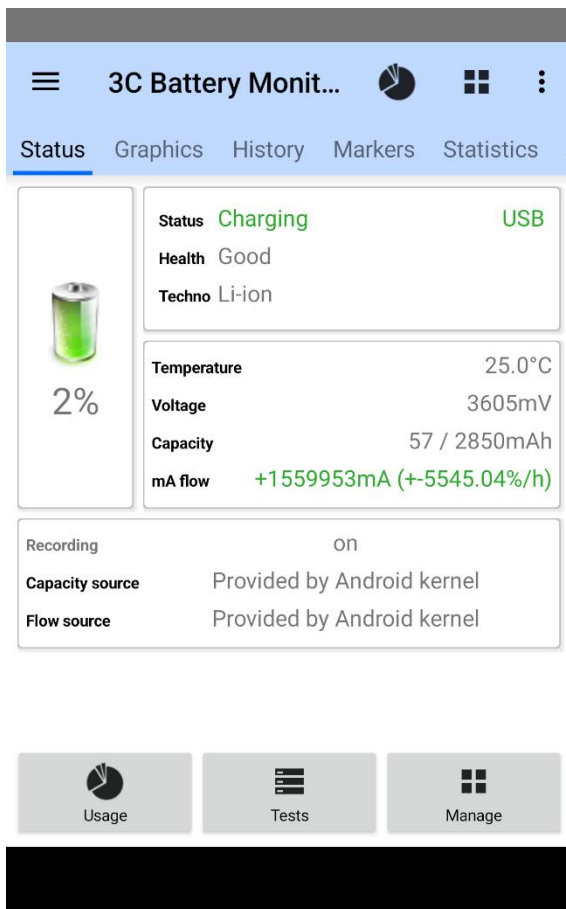 3C Battery Monit...
Status Graphics History Markers Statistics
Status Charging USB
Health Good
Techno Li-ion
2%
Temperature 25.0°C
Voltage 3605mV
Capacity 57 / 2850mAh
mA flow +1559953mA (+-5545.04%/h)
Recording on
Capacity source Provided by Android kernel
Flow source Provided by Android kernel
Usage Tests Manage